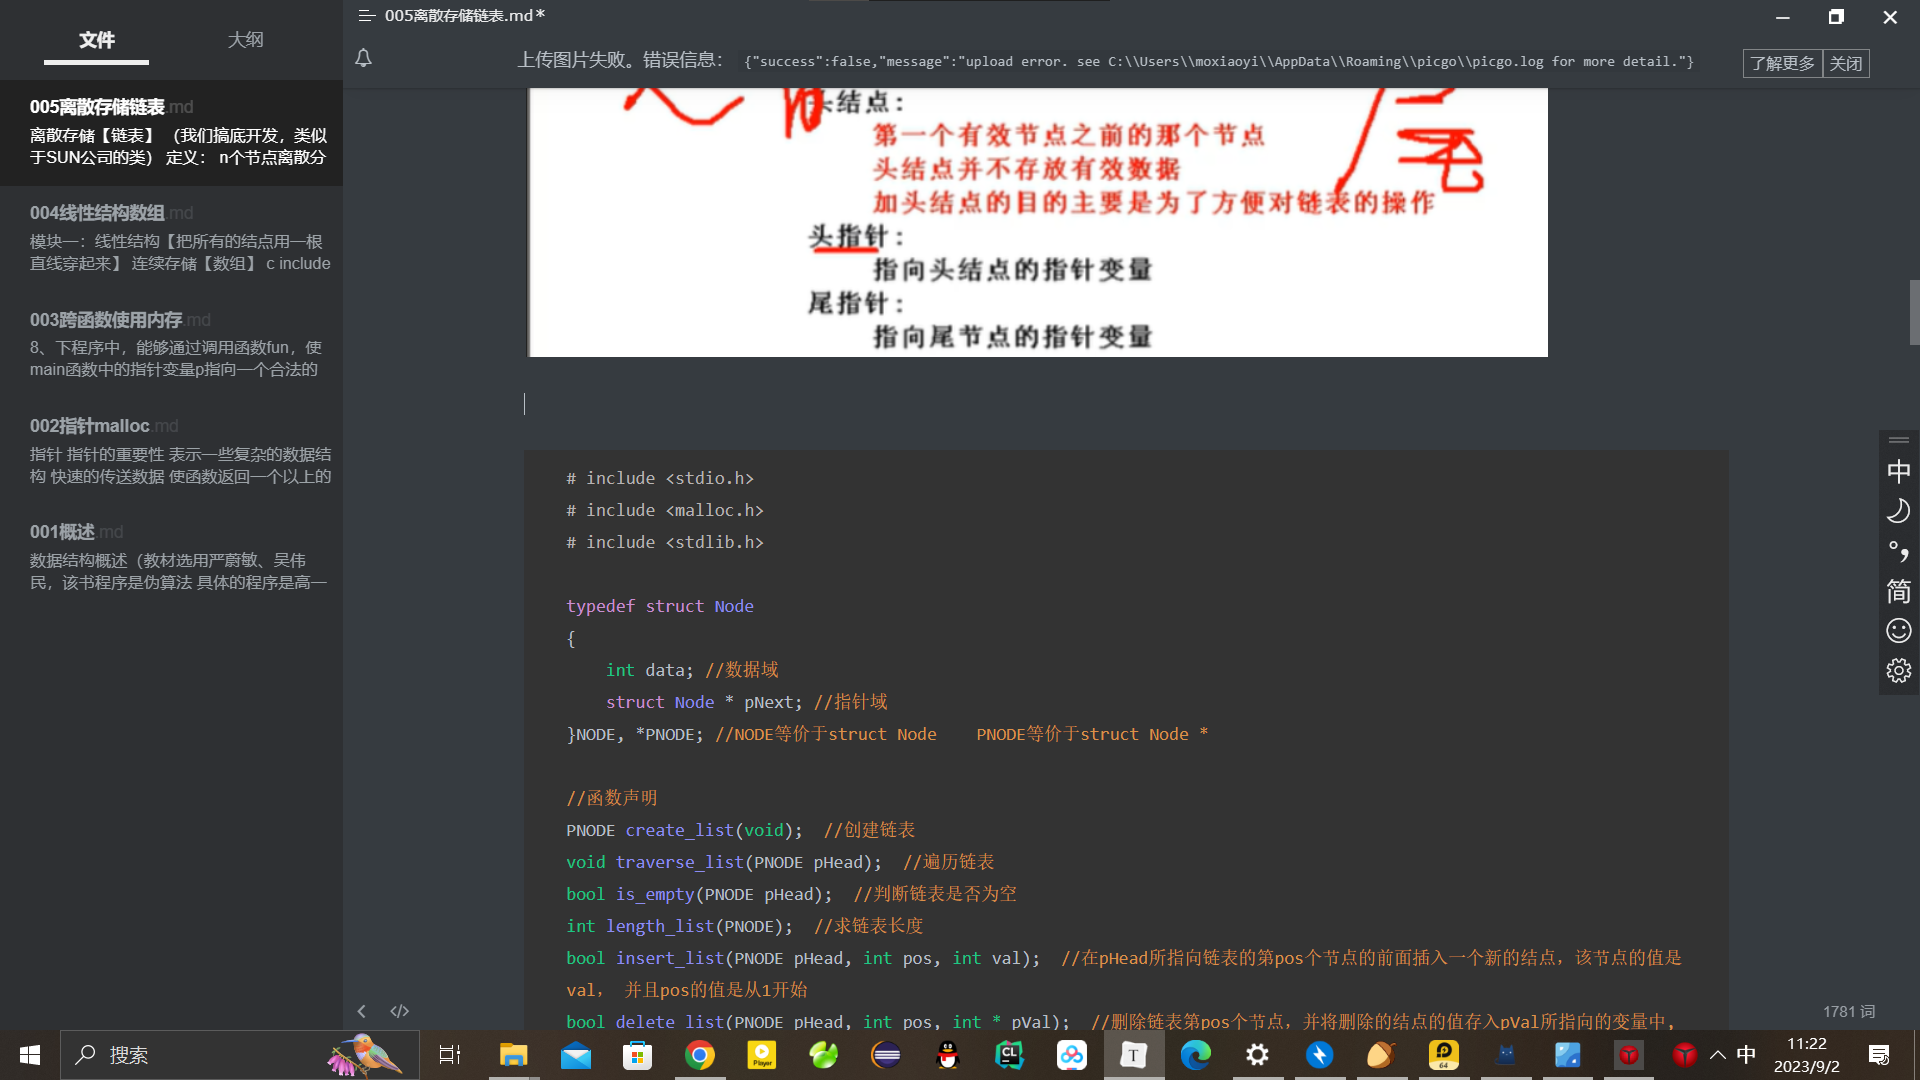 005离散存储链表.md*
文件
大纲
上传图片失败。错误信息： {"success":false,"message":"upload error. see C:\\Users\\moxiaoyi\\AppData\\Roaming\\picgo\\picgo.log for more detail."}
了解更多
关闭
005离散存储链表.md
离散存储【链表】 （我们搞底开发，类似
于SUN公司的类） 定义： n个节点离散分
004线性结构数组.md
模块一：线性结构【把所有的结点用一根
直线穿起来】 连续存储【数组】 c include
003跨函数使用内存.md
8、下程序中，能够通过调用函数fun，使
main函数中的指针变量p指向一个合法的
002指针malloc.md
指针 指针的重要性 表示一些复杂的数据结
构 快速的传送数据 使函数返回一个以上的
001概述.md
数据结构概述（教材选用严蔚敏、吴伟
民，该书程序是伪算法 具体的程序是高一
头结点：
第一个有效节点之前的那个节点
头结点并不存放有效数据
加头结点的目的主要是为了方便对链表的操作
头指针：
指向头结点的指针变量
尾指针：
指向尾节点的指针变量
尾
# include <stdio.h>
# include <malloc.h>
# include <stdlib.h>
typedef struct Node
{
int data; //数据域
struct Node * pNext; //指针域
}NODE, *PNODE; //NODE等价于struct Node    PNODE等价于struct Node *
//函数声明
PNODE create_list(void);  //创建链表
void traverse_list(PNODE pHead);  //遍历链表
bool is_empty(PNODE pHead);  //判断链表是否为空
int length_list(PNODE);  //求链表长度
bool insert_list(PNODE pHead, int pos, int val);  //在pHead所指向链表的第pos个节点的前面插入一个新的结点，该节点的值是
val， 并且pos的值是从1开始
bool delete_list(PNODE pHead, int pos, int * pVal);  //删除链表第pos个节点，并将删除的结点的值存入pVal所指向的变量中，
1781 词
中
简
搜索
Player
CL
T
64
中
11:22
2023/9/2